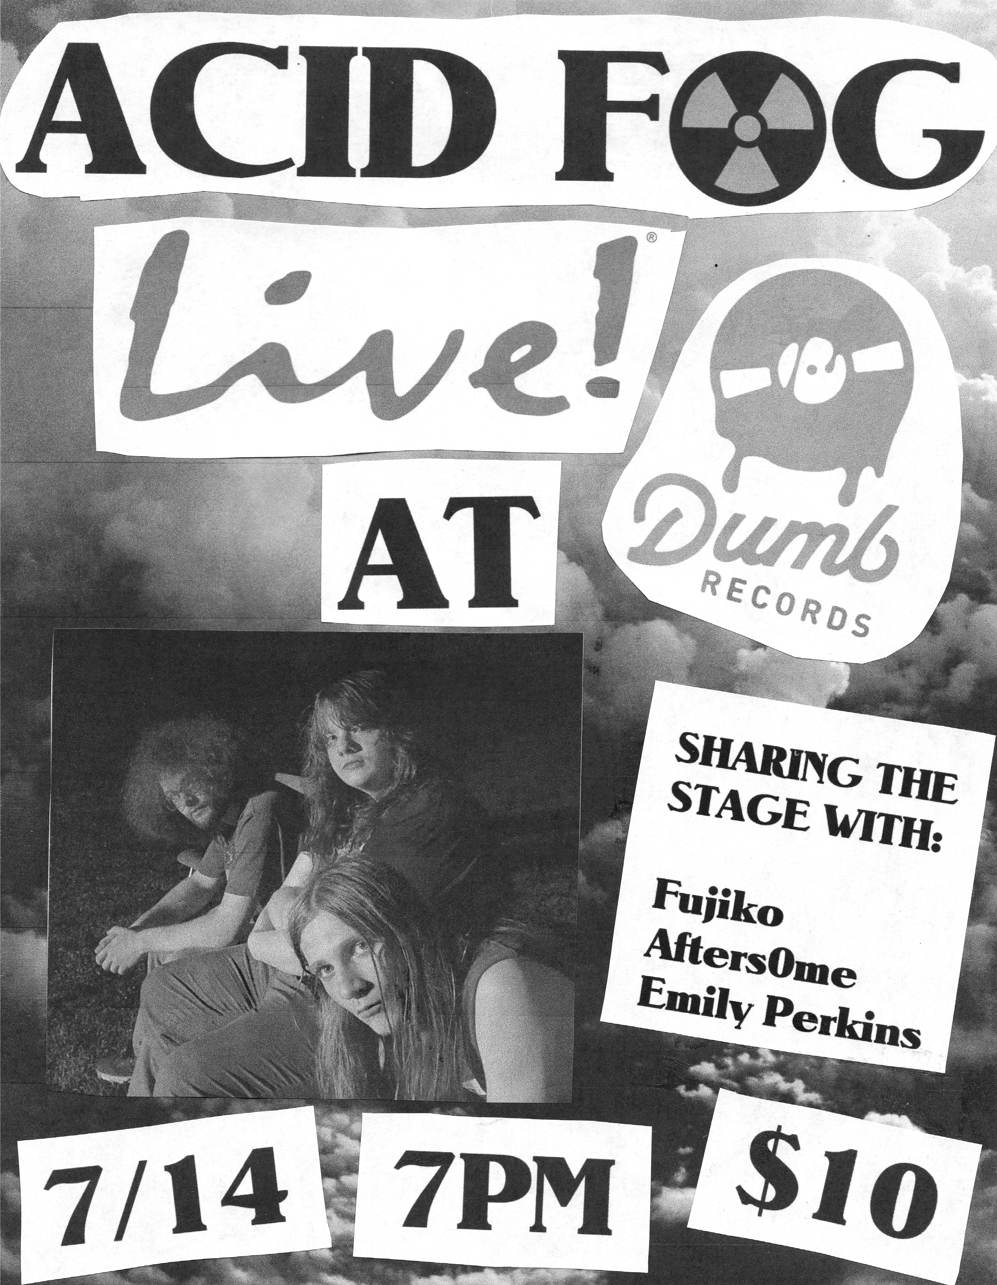 ACID FOG
Live!®
AT
Dumb
RECORDS
SHARING THE
STAGE WITH:
Fujiko
Afters0me
Emily Perkins
7/14
7PM
$10